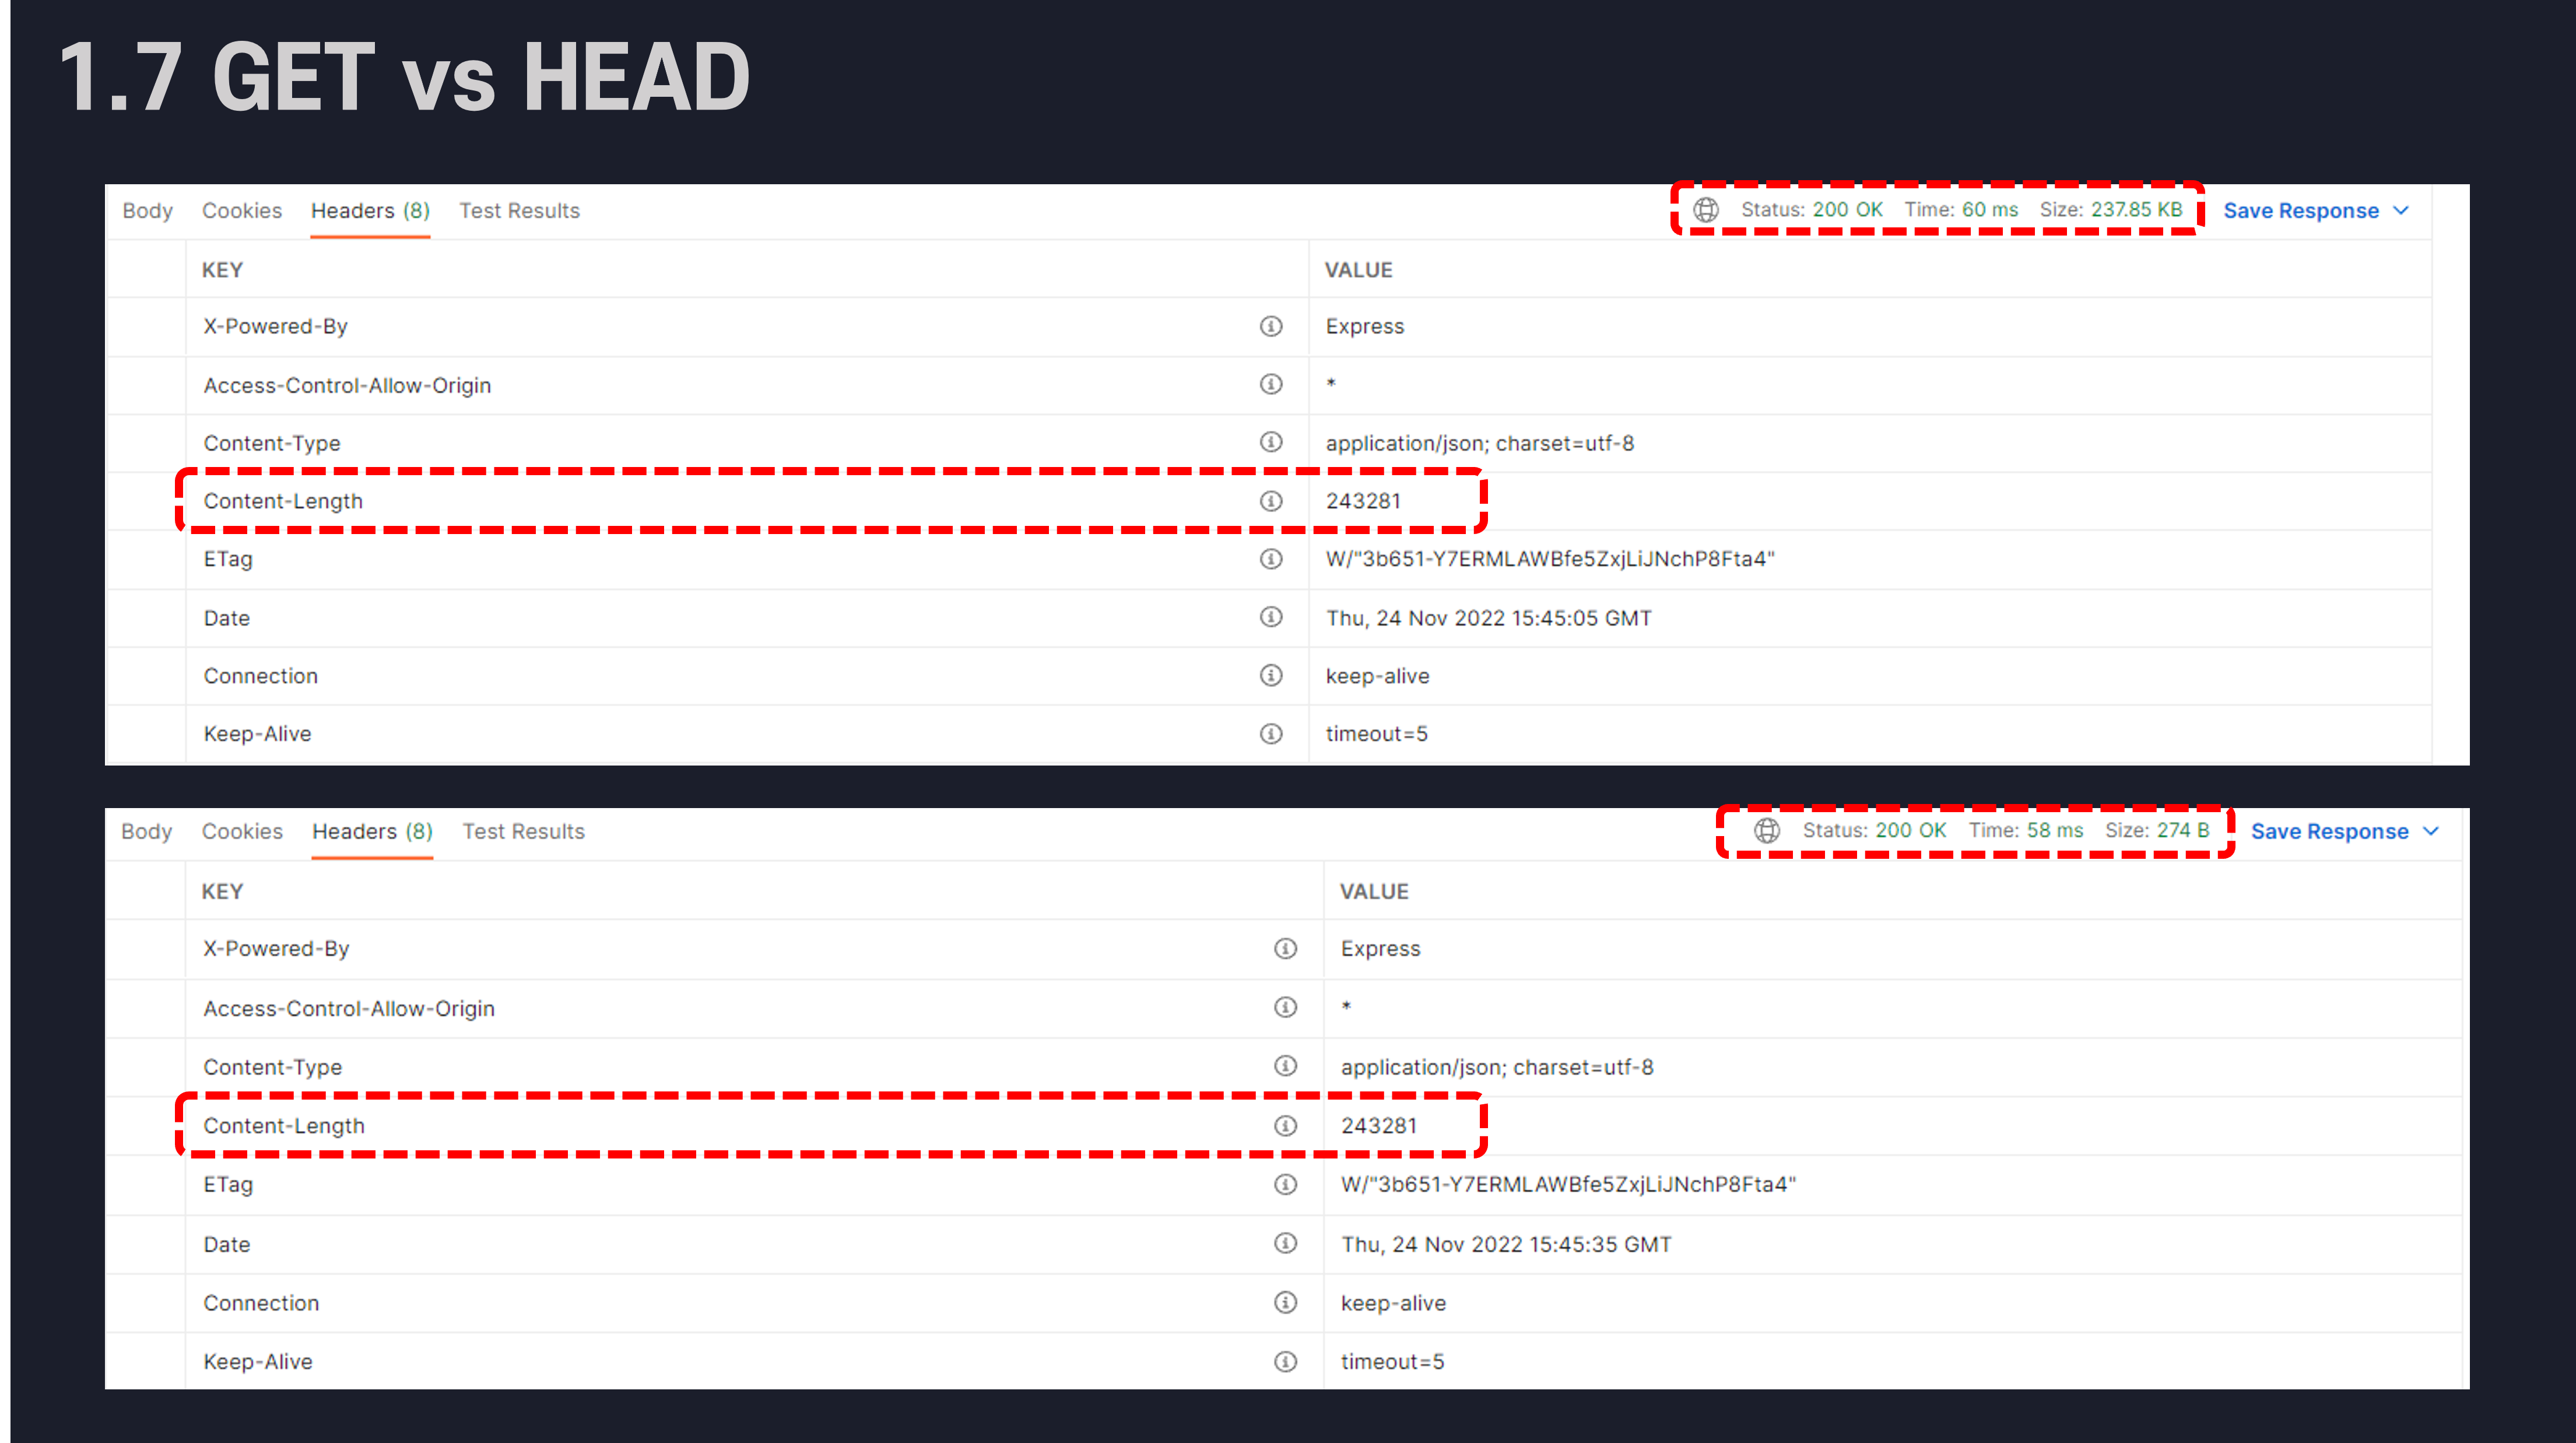 1.7 GET vs HEAD
Body Cookies Headers (8) Test Results Status: 200 OK Time: 60 ms Size: 237.85 KB Save Response
KEY VALUE
X-Powered-By Express
Access-Control-Allow-Origin *
Content-Type application/json; charset=utf-8
Content-Length 243281
ETag W/"3b651-Y7ERMLAWBfe5ZxjLiJNchP8Fta4"
Date Thu, 24 Nov 2022 15:45:05 GMT
Connection keep-alive
Keep-Alive timeout=5
Body Cookies Headers (8) Test Results Status: 200 OK Time: 58 ms Size: 274 B Save Response
KEY VALUE
X-Powered-By Express
Access-Control-Allow-Origin *
Content-Type application/json; charset=utf-8
Content-Length 243281
ETag W/"3b651-Y7ERMLAWBfe5ZxjLiJNchP8Fta4"
Date Thu, 24 Nov 2022 15:45:35 GMT
Connection keep-alive
Keep-Alive timeout=5